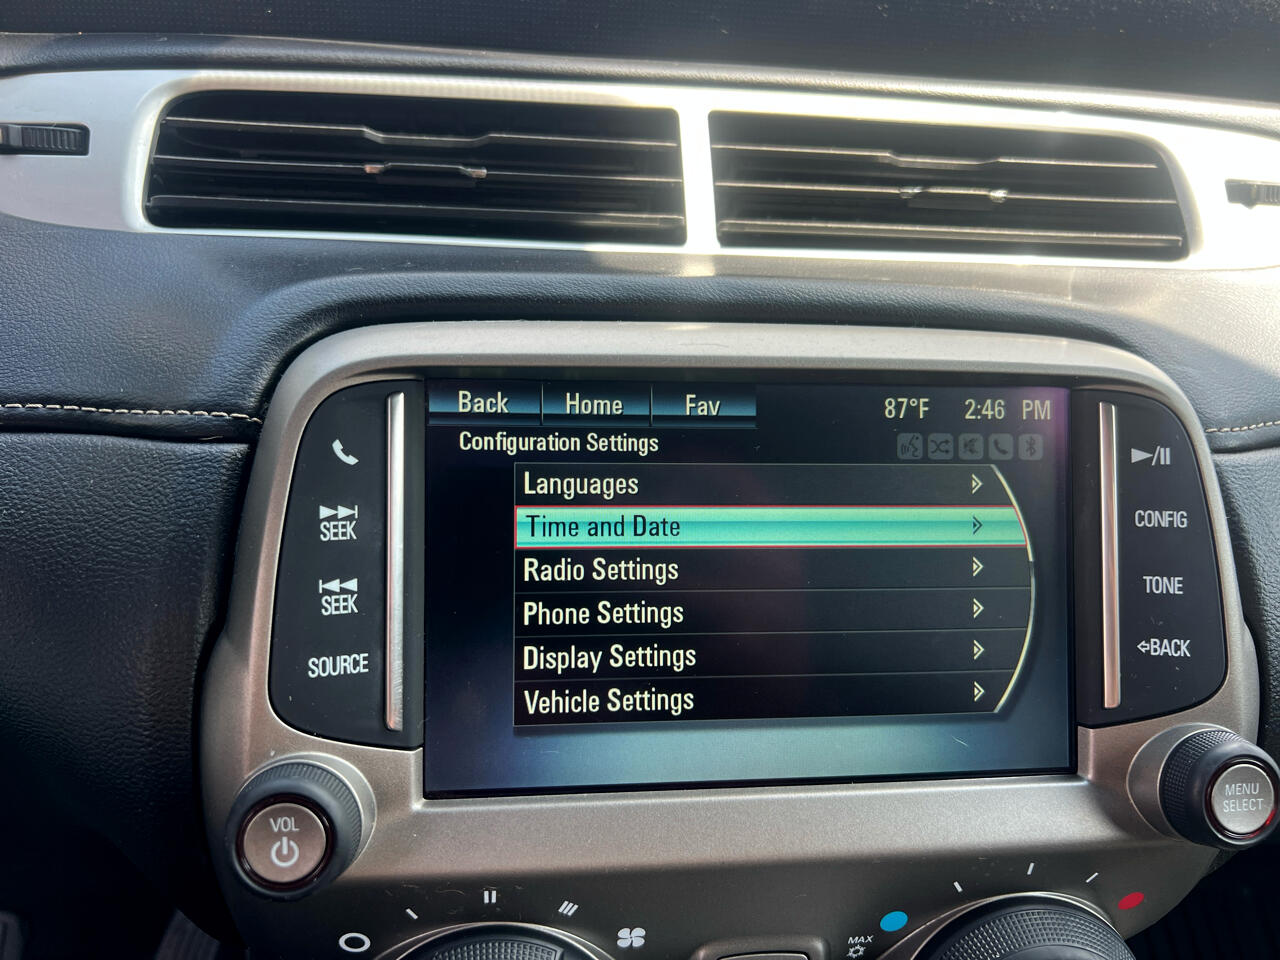 Back Home Fav 87°F 2:46 PM
Configuration Settings
Languages
Time and Date
Radio Settings
Phone Settings
Display Settings
Vehicle Settings
SEEK
SEEK
SOURCE
CONFIG
TONE
BACK
VOL
MENU
SELECT
MAX